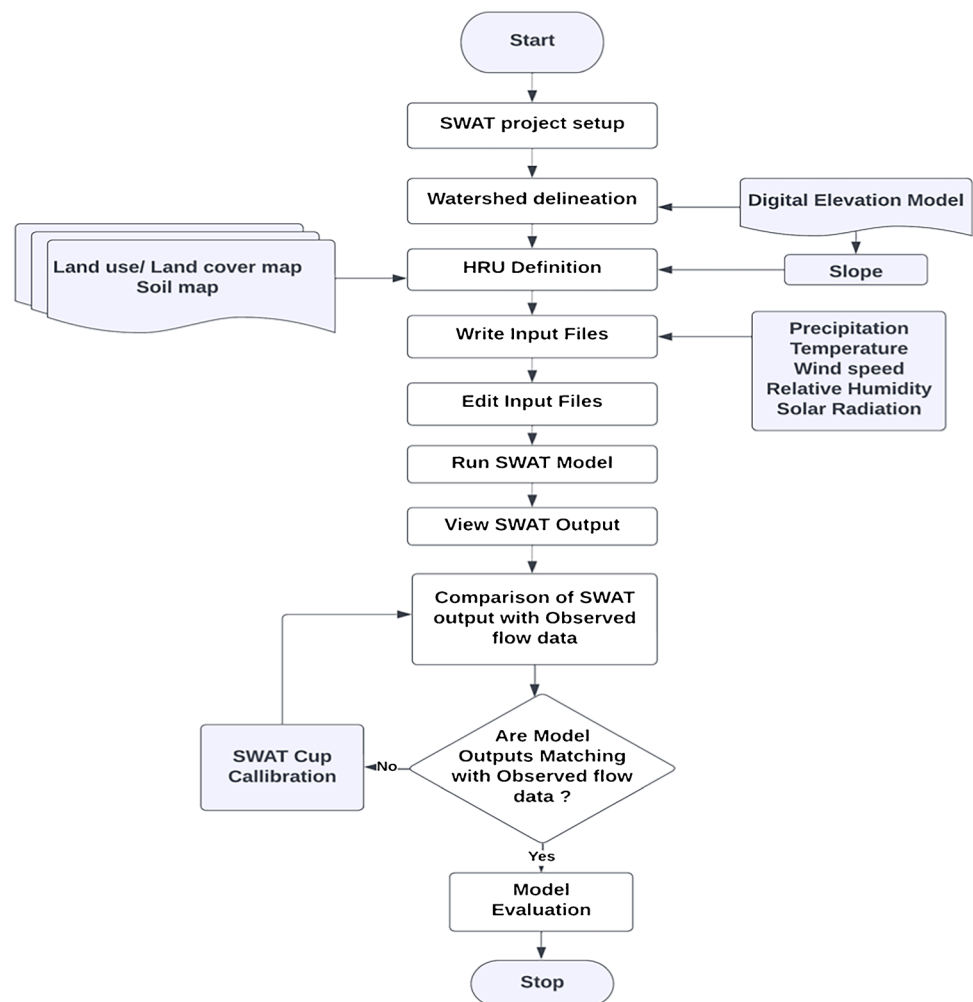 Start
SWAT project setup
Watershed delineation
Digital Elevation Model
Land use/ Land cover map
Soil map
HRU Definition
Slope
Write Input Files
Precipitation
Temperature
Wind speed
Relative Humidity
Solar Radiation
Edit Input Files
Run SWAT Model
View SWAT Output
Comparison of SWAT
output with Observed
flow data
Are Model
Outputs Matching
with Observed flow
data ?
No
SWAT Cup
Callibration
Yes
Model
Evaluation
Stop